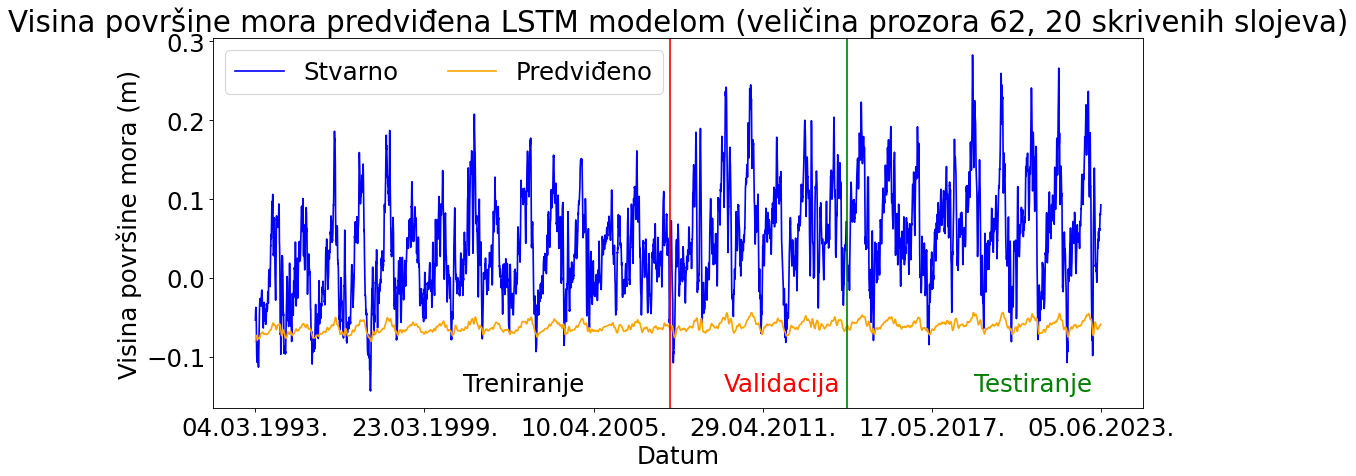 Visina površine mora predviđena LSTM modelom (veličina prozora 62, 20 skrivenih slojeva)
Stvarno
Predviđeno
Visina površine mora (m)
0.3
0.2
0.1
0.0
−0.1
Treniranje
Validacija
Testiranje
04.03.1993.
23.03.1999.
10.04.2005.
29.04.2011.
17.05.2017.
05.06.2023.
Datum